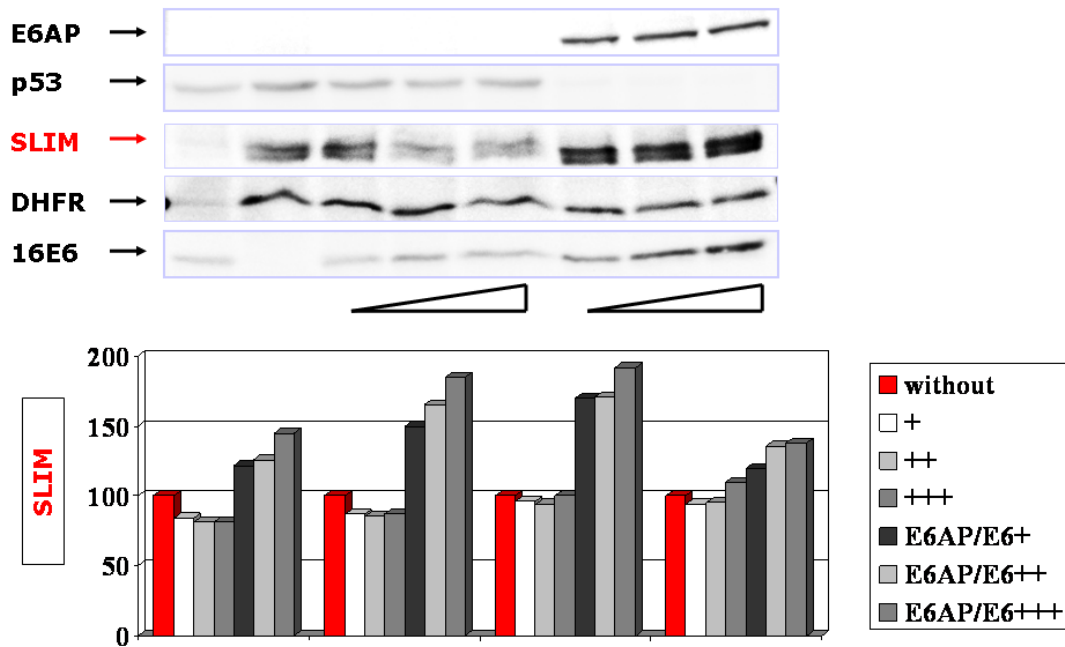 E6AP
p53
SLIM
DHFR
16E6
200
150
100
50
0
SLIM
without
+
++
+++
E6AP/E6+
E6AP/E6++
E6AP/E6+++